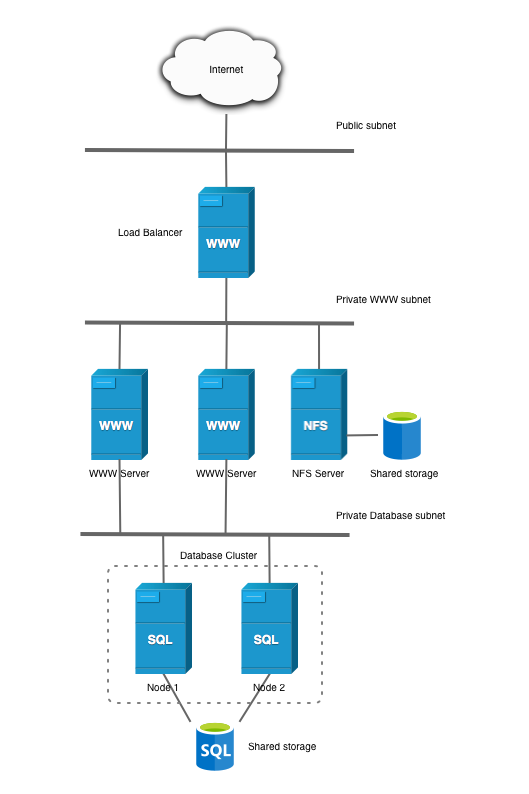 Internet
Public subnet
Load Balancer
WWW
Private WWW subnet
WWW
WWW
NFS
WWW Server
WWW Server
NFS Server
Shared storage
Private Database subnet
Database Cluster
SQL
SQL
Node 1
Node 2
SQL
Shared storage